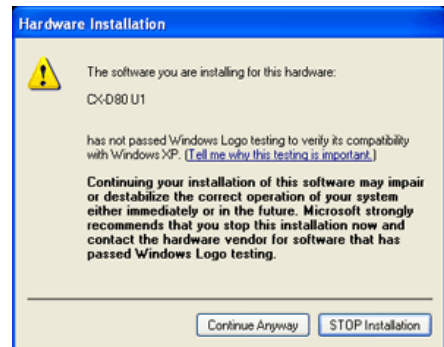 Hardware Installation
The software you are installing for this hardware:
CX-D80 U1
has not passed Windows Logo testing to verify its compatibility
with Windows XP. (Tell me why this testing is important.)
Continuing your installation of this software may impair
or destabilize the correct operation of your system
either immediately or in the future. Microsoft strongly
recommends that you stop this installation now and
contact the hardware vendor for software that has
passed Windows Logo testing.
Continue Anyway
STOP Installation